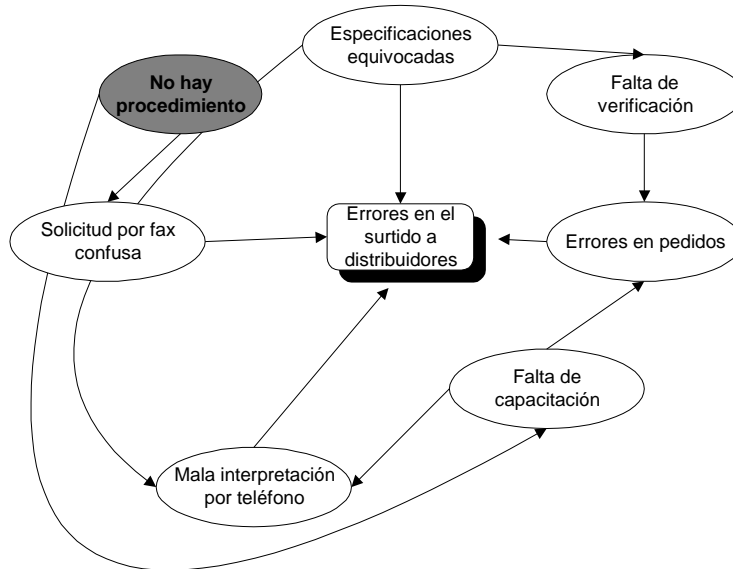 Especificaciones
equivocadas
No hay
procedimiento
Falta de
verificación
Solicitud por fax
confusa
Errores en el
surtido a
distribuidores
Errores en pedidos
Falta de
capacitación
Mala interpretación
por teléfono